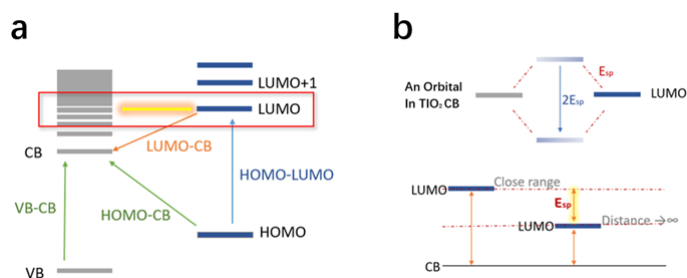 a
LUMO+1
LUMO
CB
LUMO-CB
HOMO-LUMO
VB-CB
HOMO-CB
HOMO
VB
b
An Orbital
In TIO₂ CB
Esp
2Esp
LUMO
LUMO
Close range
Esp
LUMO
Distance →∞
CB